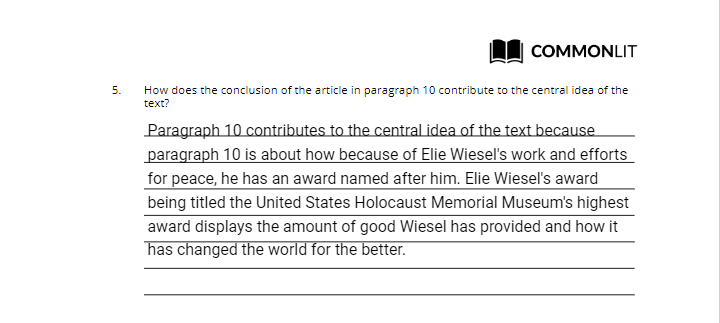 COMMONLIT
5. How does the conclusion of the article in paragraph 10 contribute to the central idea of the
text?
Paragraph 10 contributes to the central idea of the text because
paragraph 10 is about how because of Elie Wiesel's work and efforts
for peace, he has an award named after him. Elie Wiesel's award
being titled the United States Holocaust Memorial Museum's highest
award displays the amount of good Wiesel has provided and how it
has changed the world for the better.